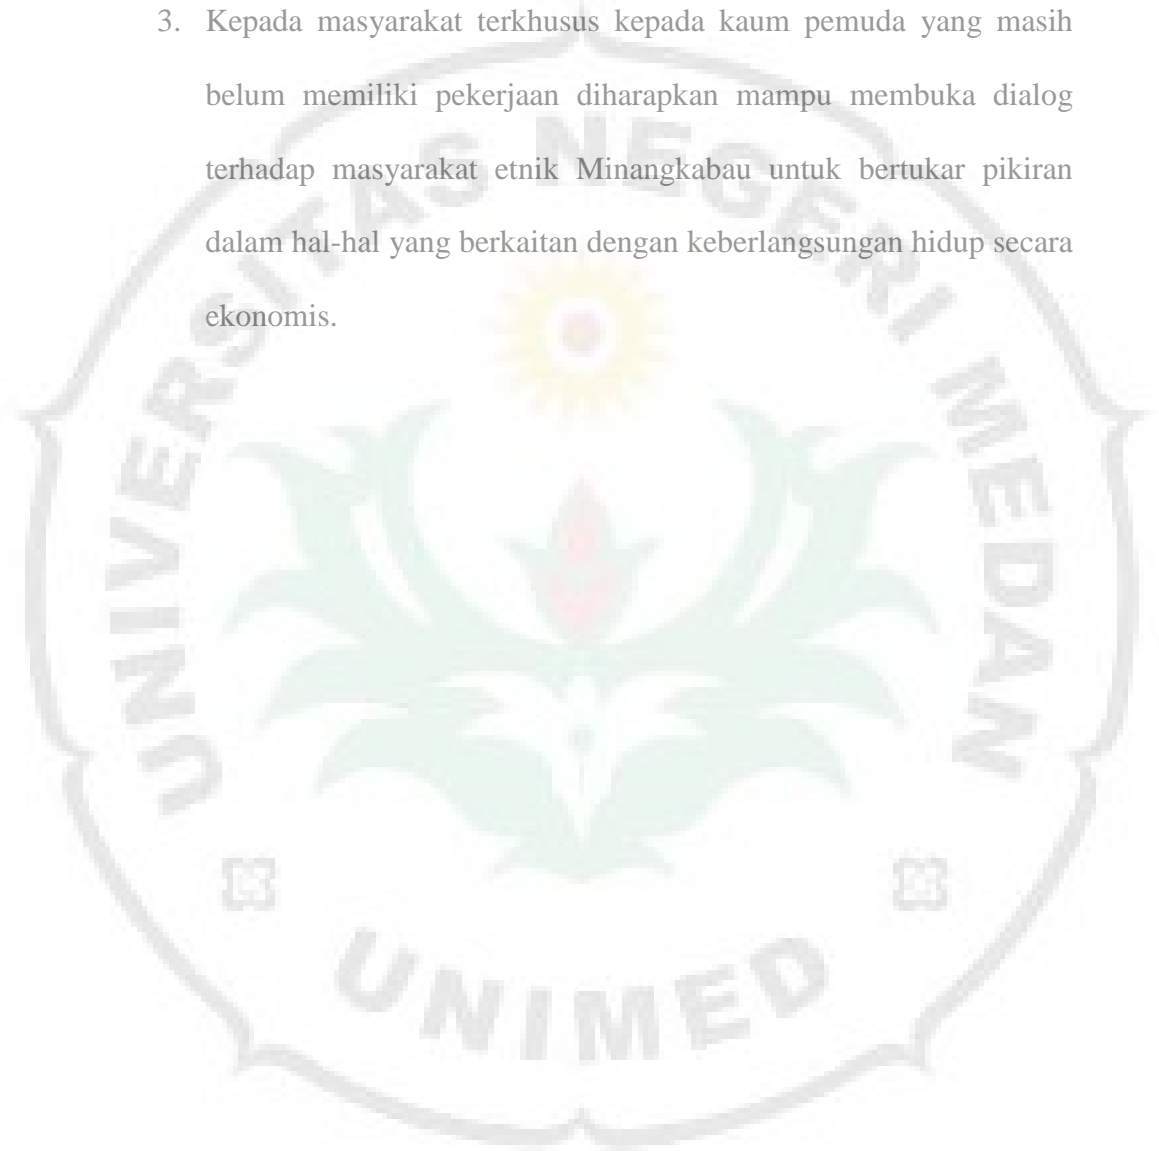 3. Kepada masyarakat terkhusus kepada kaum pemuda yang masih
belum memiliki pekerjaan diharapkan mampu membuka dialog
terhadap masyarakat etnik Minangkabau untuk bertukar pikiran
dalam hal-hal yang berkaitan dengan keberlangsungan hidup secara
ekonomis.
UNIVERSITAS NEGERI MEDAN
UNIMED